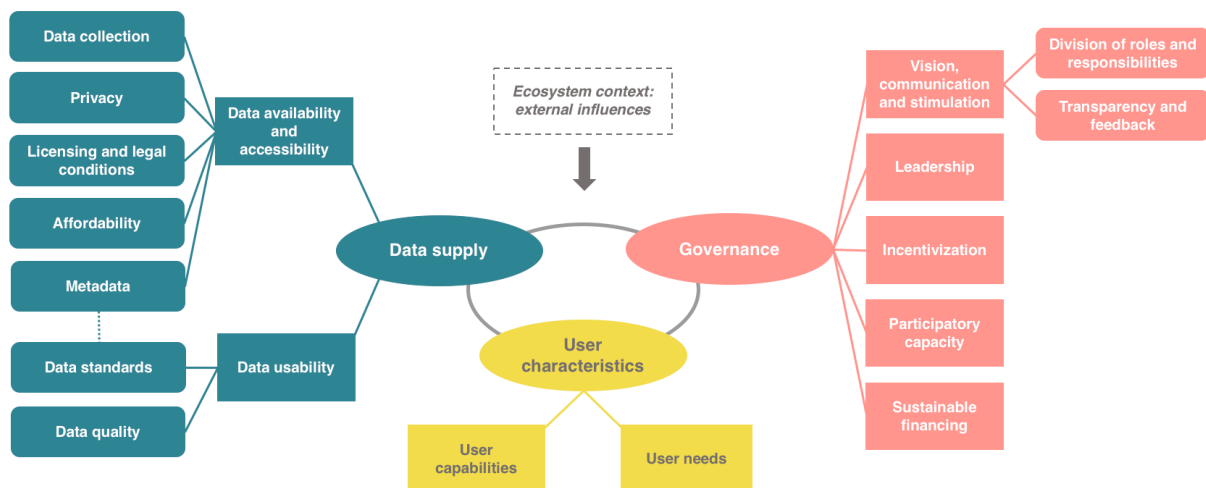 Data collection
Privacy
Licensing and legal
conditions
Affordability
Metadata
Data standards
Data quality
Data availability
and
accessibility
Data usability
Data supply
Ecosystem context:
external influences
Governance
User
characteristics
User
capabilities
User needs
Vision,
communication
and stimulation
Leadership
Incentivization
Participatory
capacity
Sustainable
financing
Division of roles and
responsibilities
Transparency and
feedback